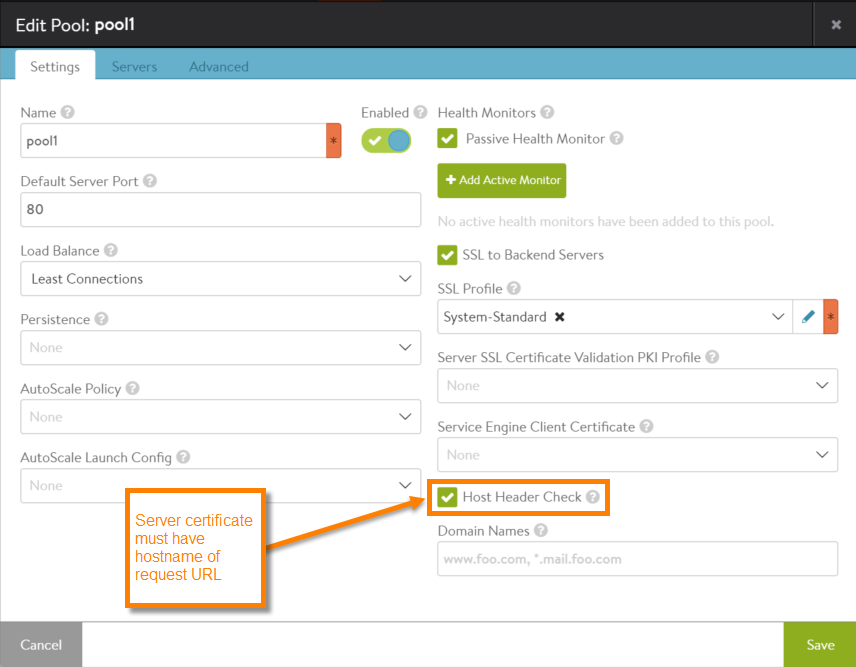 Edit Pool: pool1
Settings
Servers
Advanced
Name
Enabled
pool1
*
Default Server Port
80
Load Balance
Least Connections
Persistence
None
AutoScale Policy
None
AutoScale Launch Config
None
Server certificate
must have
hostname of
request URL
Health Monitors
Passive Health Monitor
+ Add Active Monitor
No active health monitors have been added to this pool.
SSL to Backend Servers
SSL Profile
System-Standard
*
Server SSL Certificate Validation PKI Profile
None
Service Engine Client Certificate
None
Host Header Check
Domain Names
www.foo.com, *.mail.foo.com
Cancel
Save